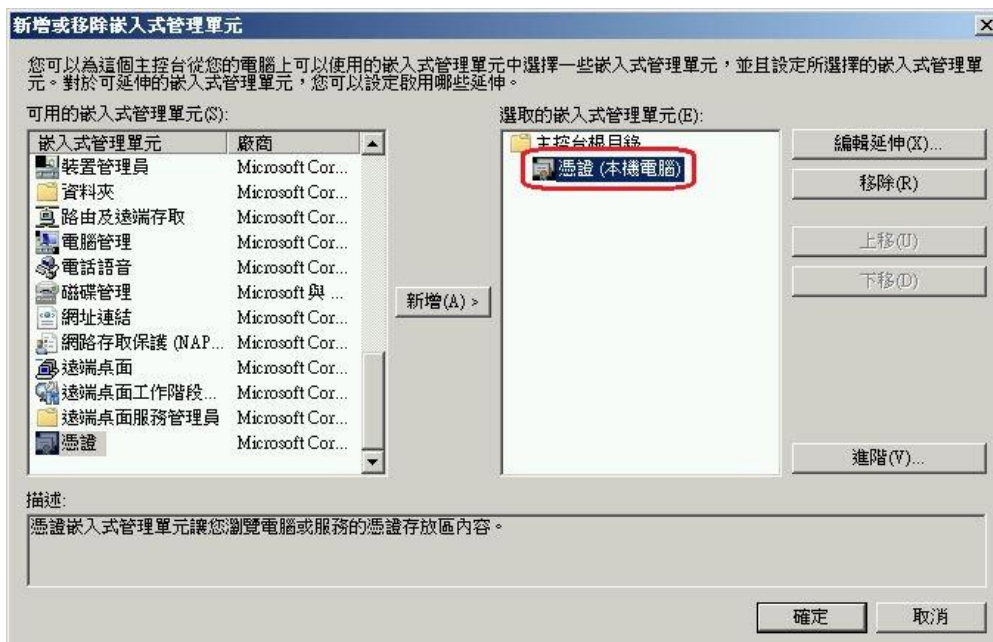 新增或移除嵌入式管理單元
您可以為這個主控台從您的電腦上可以使用的嵌入式管理單元中選擇一些嵌入式管理單元，並且設定所選擇的嵌入式管理單
元。對於可延伸的嵌入式管理單元，您可以設定啟用哪些延伸。
可用的嵌入式管理單元(S):
嵌入式管理單元 廠商
裝置管理員 Microsoft Cor...
資料夾 Microsoft Cor...
路由及遠端存取 Microsoft Cor...
電腦管理 Microsoft Cor...
電話語音 Microsoft Cor...
磁碟管理 Microsoft 與 ...
網址連結 Microsoft Cor...
網路存取保護 (NAP... Microsoft Cor...
遠端桌面 Microsoft Cor...
遠端桌面工作階段... Microsoft Cor...
遠端桌面服務管理員 Microsoft Cor...
憑證 Microsoft Cor...
新增(A) >
選取的嵌入式管理單元(E):
主控台根目錄
憑證 (本機電腦)
編輯延伸(X)...
移除(R)
上移(U)
下移(D)
進階(V)...
描述:
憑證嵌入式管理單元讓您瀏覽電腦或服務的憑證存放區內容。
確定 取消